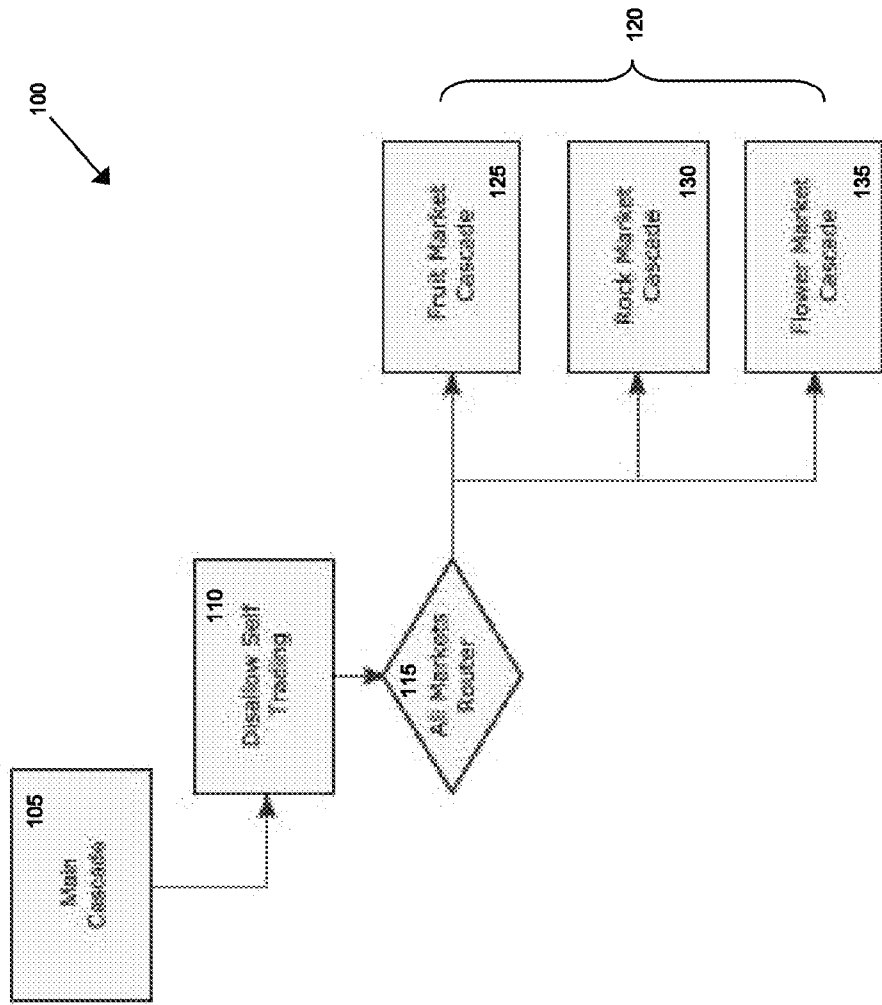 100
105
Main
Cascade
110
Disallow Self
Trading
115
All Markets
Router
120
Fruit Market
Cascade
125
Rock Market
Cascade
130
Flower Market
Cascade
135